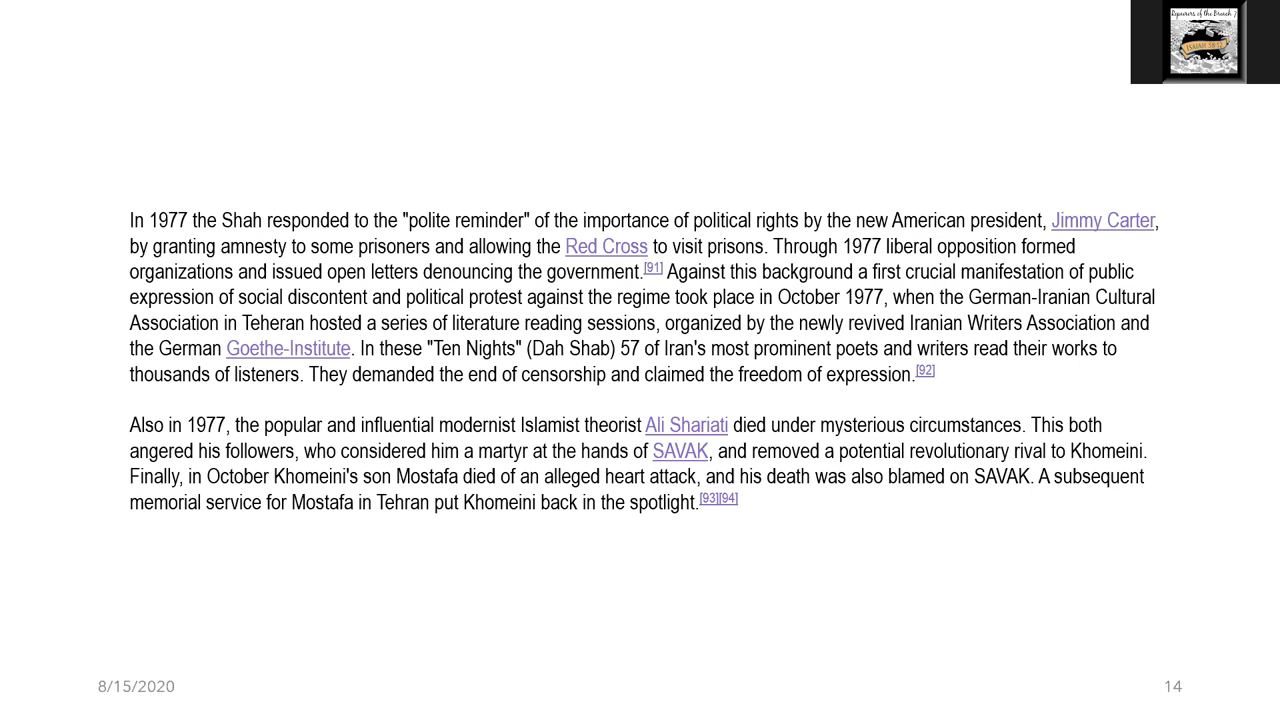 Repairers of the Breach 7
ISAIAH 58:12
In 1977 the Shah responded to the "polite reminder" of the importance of political rights by the new American president, Jimmy Carter,
by granting amnesty to some prisoners and allowing the Red Cross to visit prisons. Through 1977 liberal opposition formed
organizations and issued open letters denouncing the government.[91] Against this background a first crucial manifestation of public
expression of social discontent and political protest against the regime took place in October 1977, when the German-Iranian Cultural
Association in Teheran hosted a series of literature reading sessions, organized by the newly revived Iranian Writers Association and
the German Goethe-Institute. In these "Ten Nights" (Dah Shab) 57 of Iran's most prominent poets and writers read their works to
thousands of listeners. They demanded the end of censorship and claimed the freedom of expression.[92]
Also in 1977, the popular and influential modernist Islamist theorist Ali Shariati died under mysterious circumstances. This both
angered his followers, who considered him a martyr at the hands of SAVAK, and removed a potential revolutionary rival to Khomeini.
Finally, in October Khomeini's son Mostafa died of an alleged heart attack, and his death was also blamed on SAVAK. A subsequent
memorial service for Mostafa in Tehran put Khomeini back in the spotlight.[93][94]
8/15/2020
14